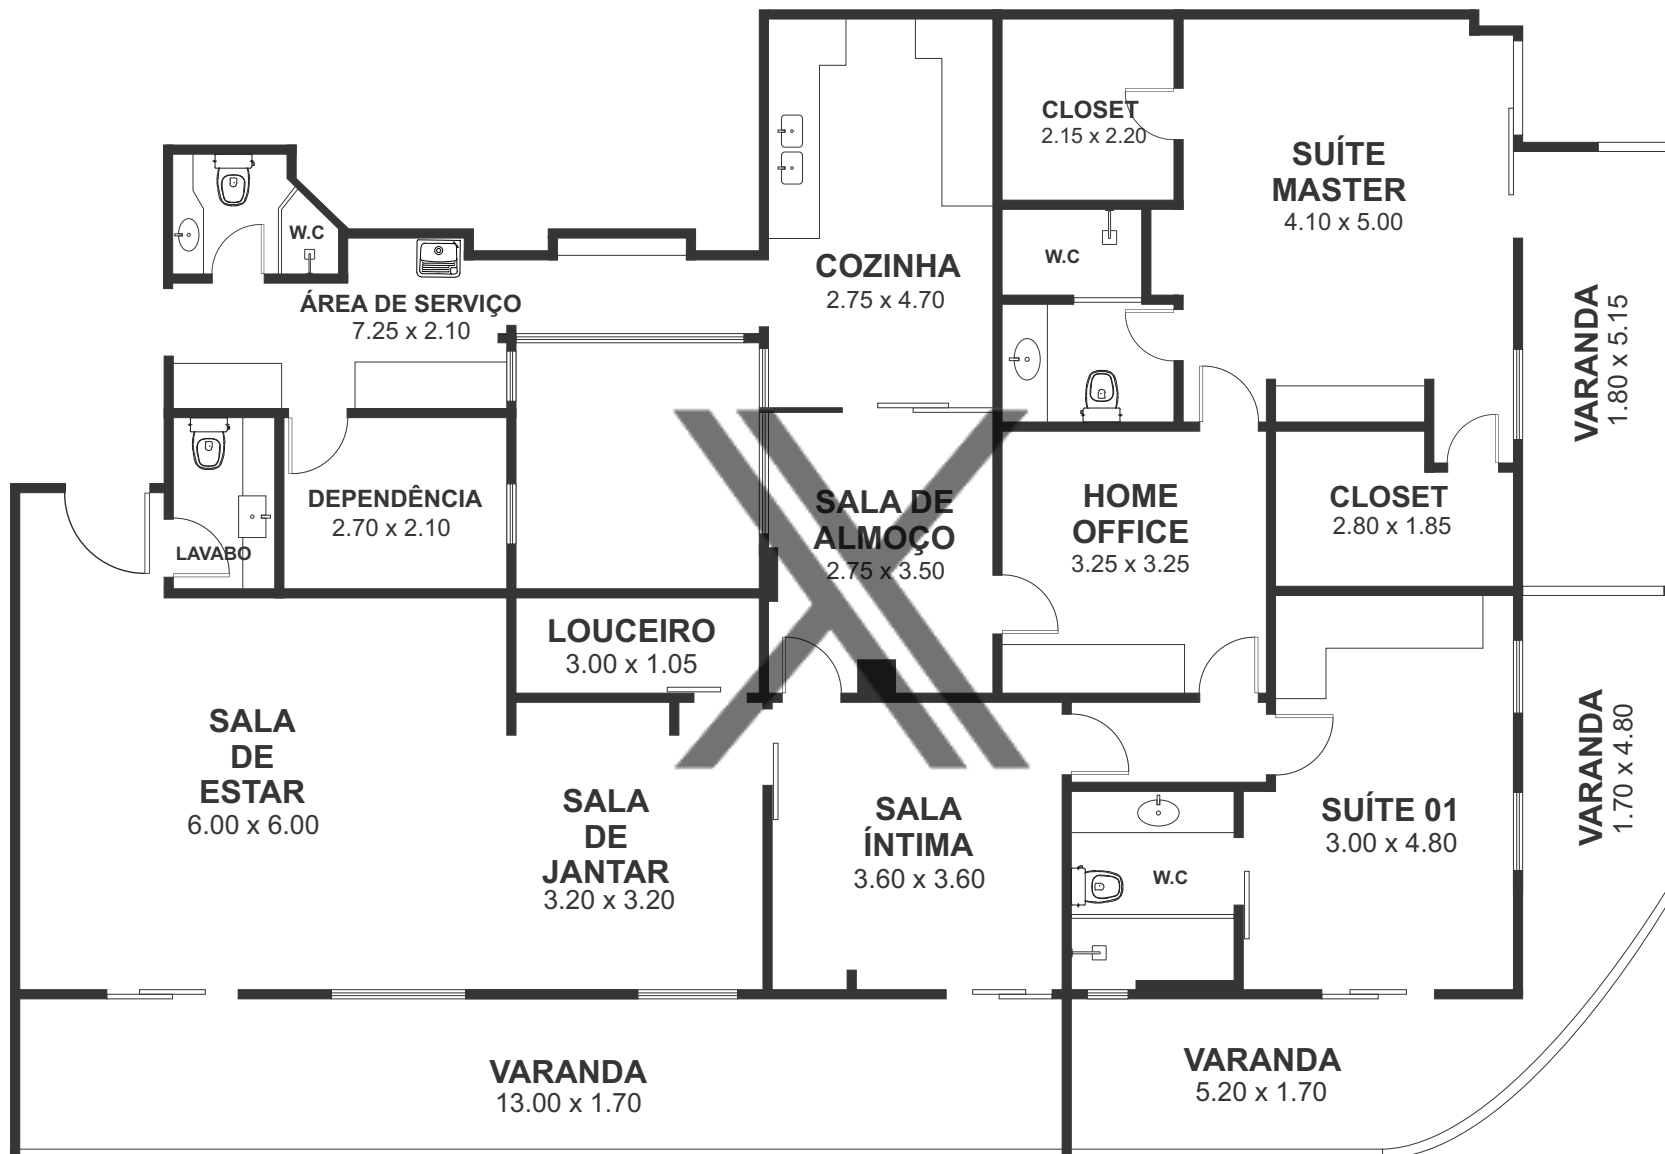 CLOSET
2.15 x 2.20
SUÍTE
MASTER
4.10 x 5.00
W.C
W.C
COZINHA
2.75 x 4.70
ÁREA DE SERVIÇO
7.25 x 2.10
VARANDA
1.80 x 5.15
DEPENDÊNCIA
2.70 x 2.10
LAVABO
SALA DE
ALMOÇO
2.75 x 3.50
HOME
OFFICE
3.25 x 3.25
CLOSET
2.80 x 1.85
LOUCEIRO
3.00 x 1.05
SALA
DE
ESTAR
6.00 x 6.00
SALA
DE
JANTAR
3.20 x 3.20
SALA
ÍNTIMA
3.60 x 3.60
W.C
SUÍTE 01
3.00 x 4.80
VARANDA
1.70 x 4.80
VARANDA
13.00 x 1.70
VARANDA
5.20 x 1.70